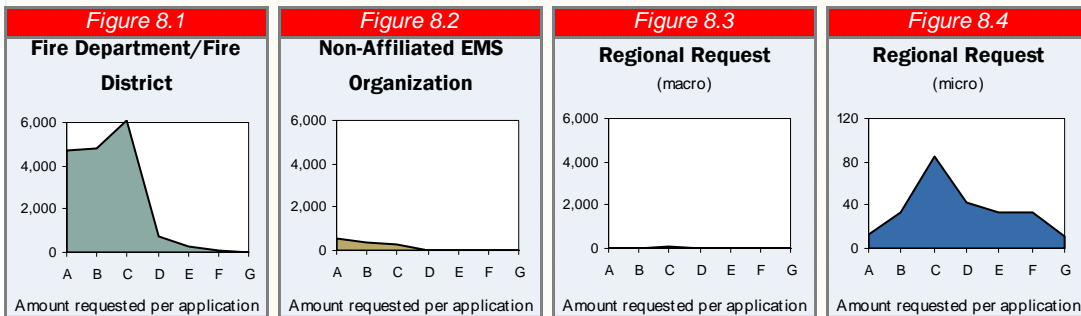 Figure 8.1
Fire Department/Fire
District
6,000
4,000
2,000
0
A B C D E F G
Amount requested per application
Figure 8.2
Non-Affiliated EMS
Organization
6,000
4,000
2,000
0
A B C D E F G
Amount requested per application
Figure 8.3
Regional Request
(macro)
6,000
4,000
2,000
0
A B C D E F G
Amount requested per application
Figure 8.4
Regional Request
(micro)
120
80
40
0
A B C D E F G
Amount requested per application